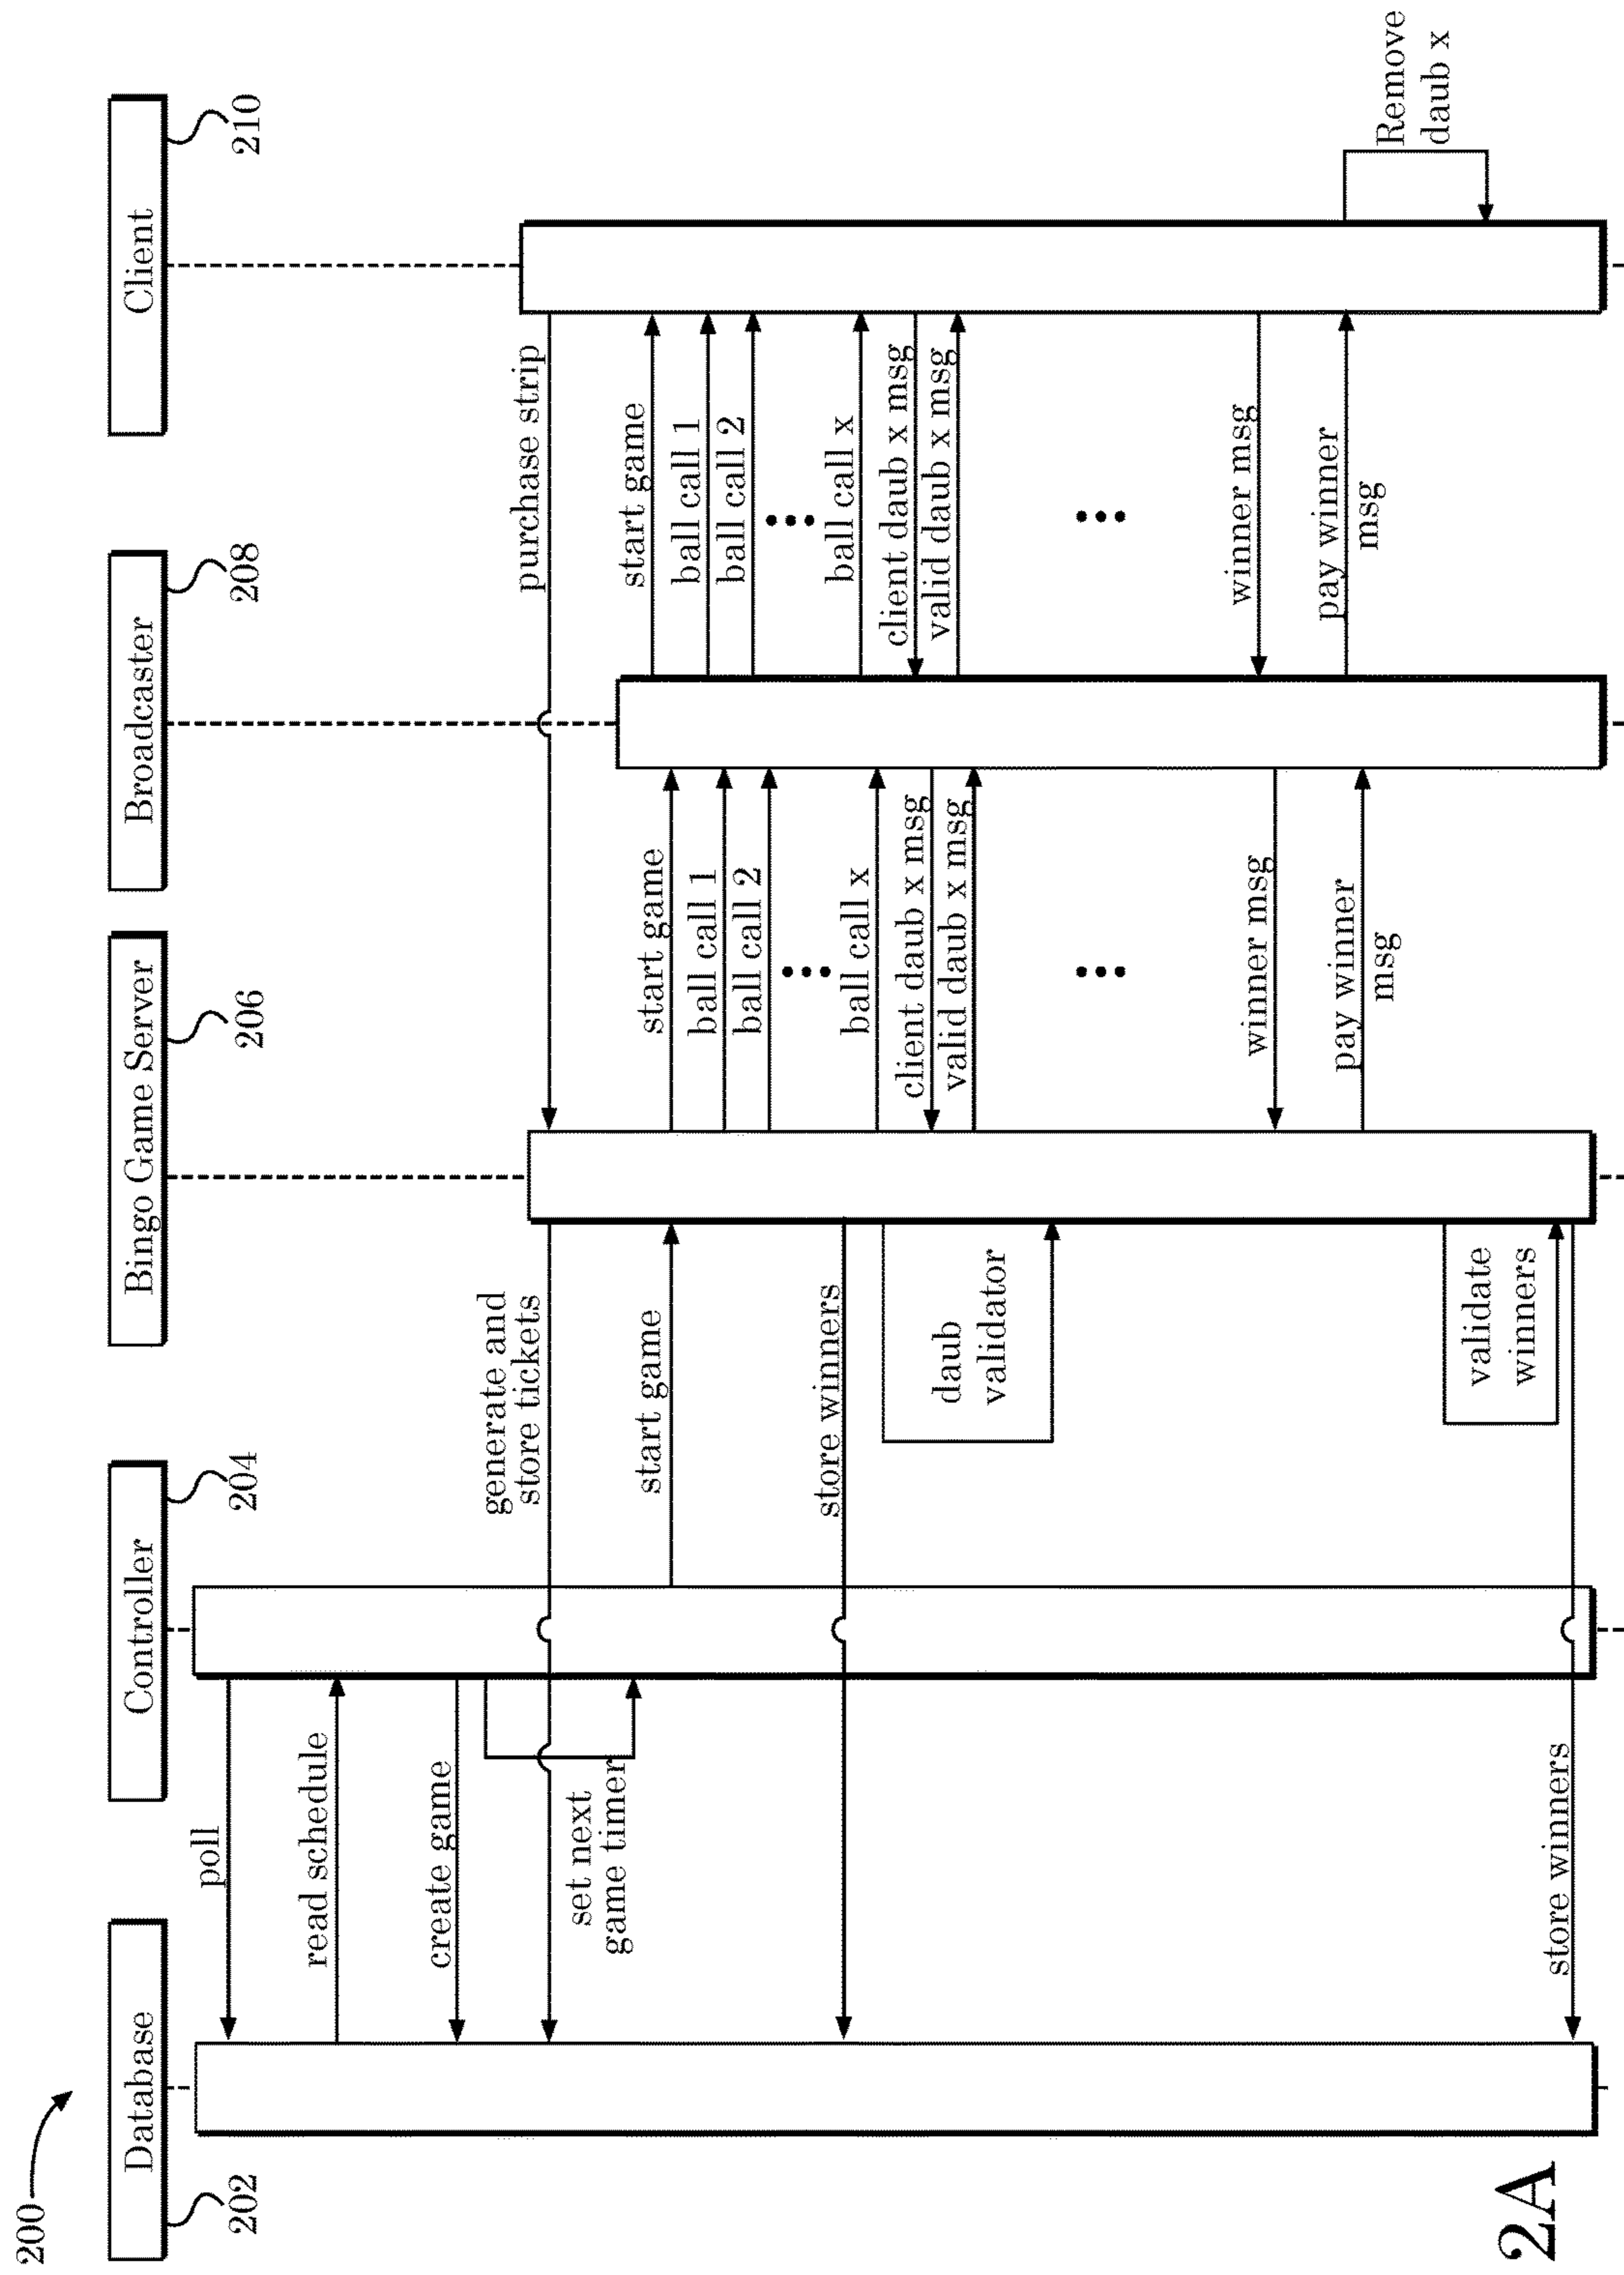 200
Database
202
Controller
204
Bingo Game Server
206
Broadcaster
208
Client
210
poll
read schedule
create game
set next
game timer
generate and
store tickets
purchase strip
start game
start game
start game
ball call 1
ball call 1
ball call 2
ball call 2
ball call x
ball call x
store winners
client daub x msg
client daub x msg
valid daub x msg
valid daub x msg
daub
validator
winner msg
winner msg
pay winner
msg
pay winner
msg
Remove
daub x
validate
winners
store winners
2A